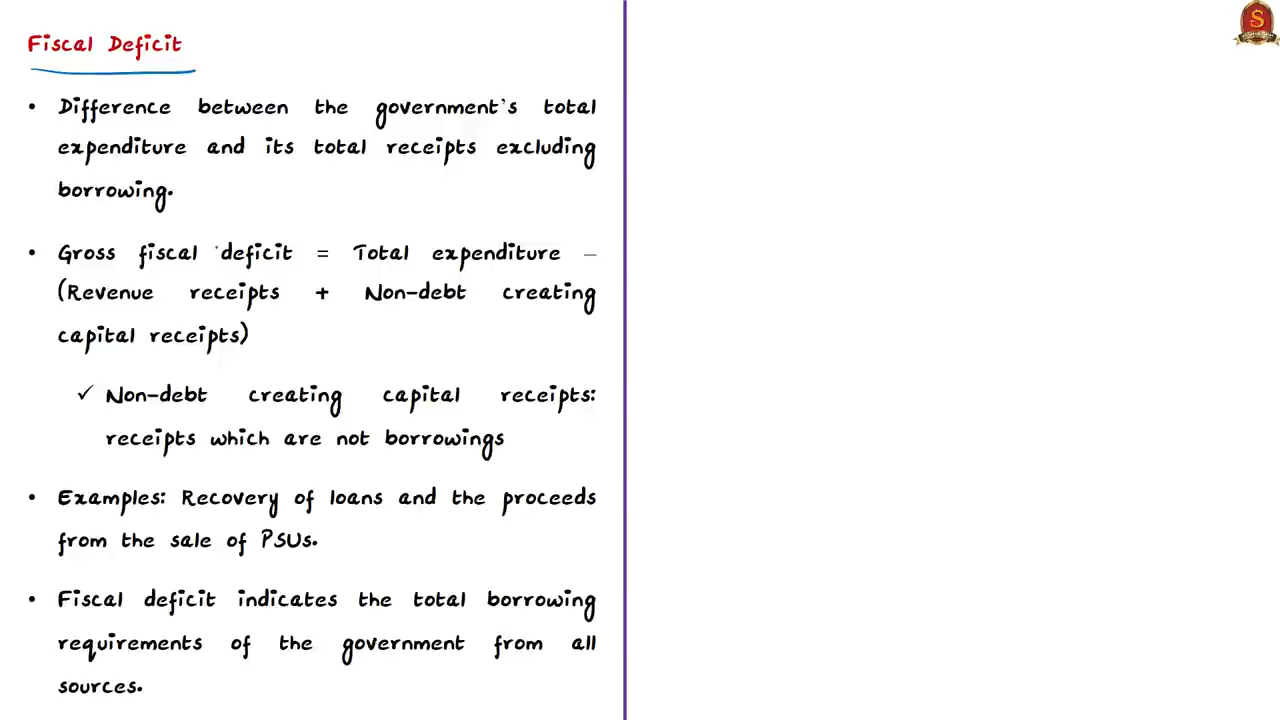 Fiscal Deficit
• Difference between the government's total
expenditure and its total receipts excluding
borrowing.
• Gross fiscal deficit = Total expenditure –
(Revenue receipts + Non-debt creating
capital receipts)
✓ Non-debt creating capital receipts:
receipts which are not borrowings
• Examples: Recovery of loans and the proceeds
from the sale of PSUs.
• Fiscal deficit indicates the total borrowing
requirements of the government from all
sources.
S